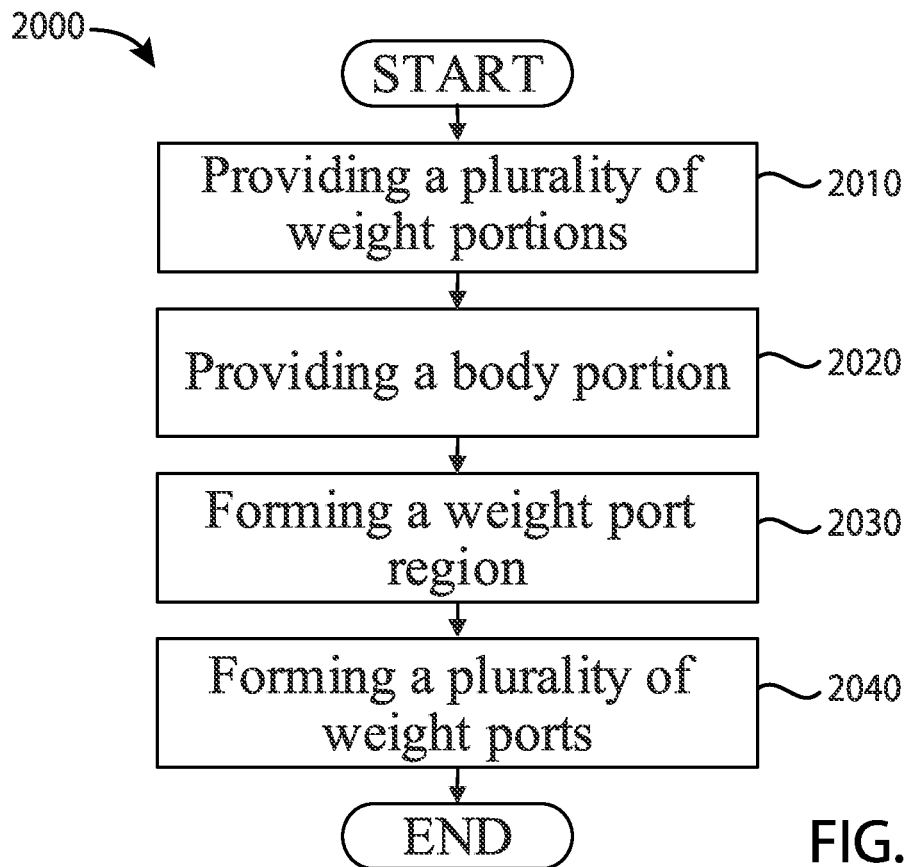 2000
START
Providing a plurality of
weight portions
2010
Providing a body portion
2020
Forming a weight port
region
2030
Forming a plurality of
weight ports
2040
END
FIG.